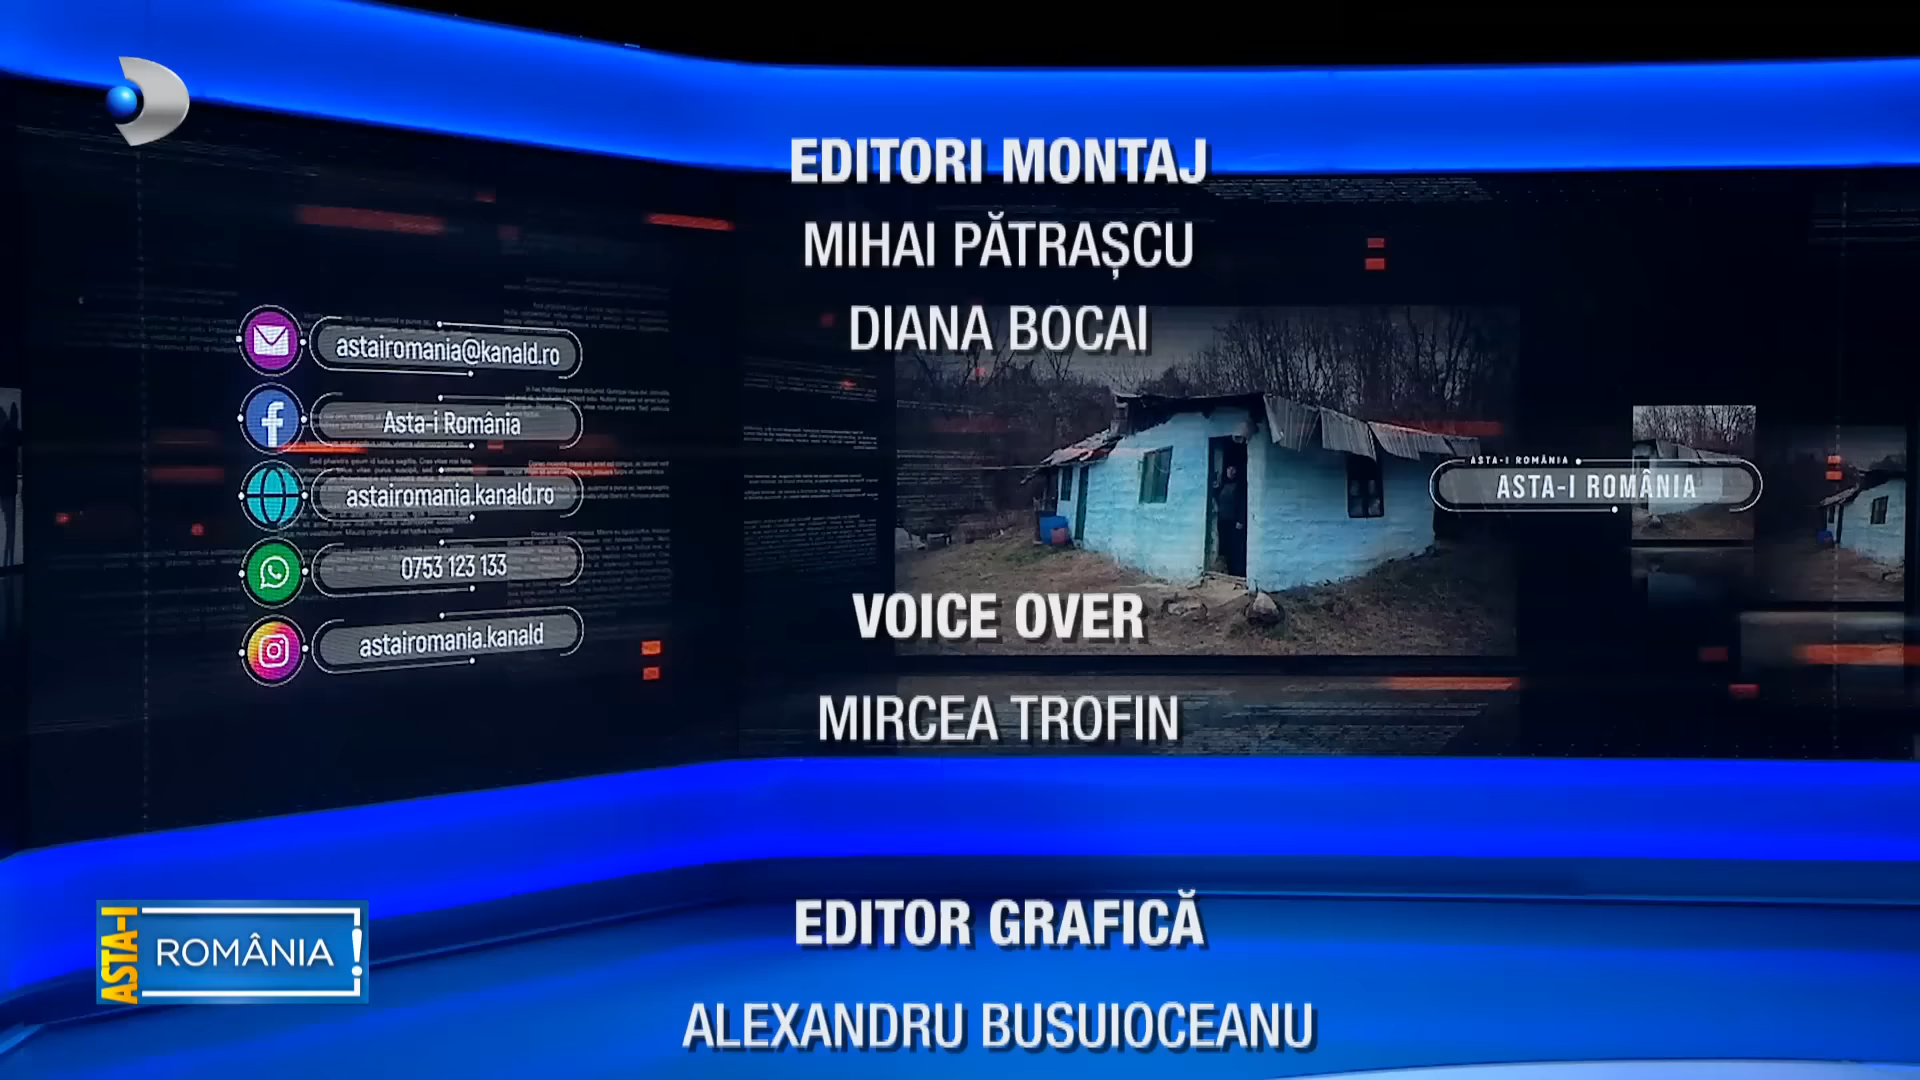 EDITORI MONTAJ
MIHAI PĂTRAȘCU
DIANA BOCAI
astairomania@kanald.ro
Asta-i România
astairomania.kanald.ro
0753 123 133
astairomania.kanald
ASTA-I ROMÂNIA
ASTA-I ROMÂNIA
VOICE OVER
MIRCEA TROFIN
EDITOR GRAFICĂ
ALEXANDRU BUSUIOCEANU
ASTA-I
ROMÂNIA!